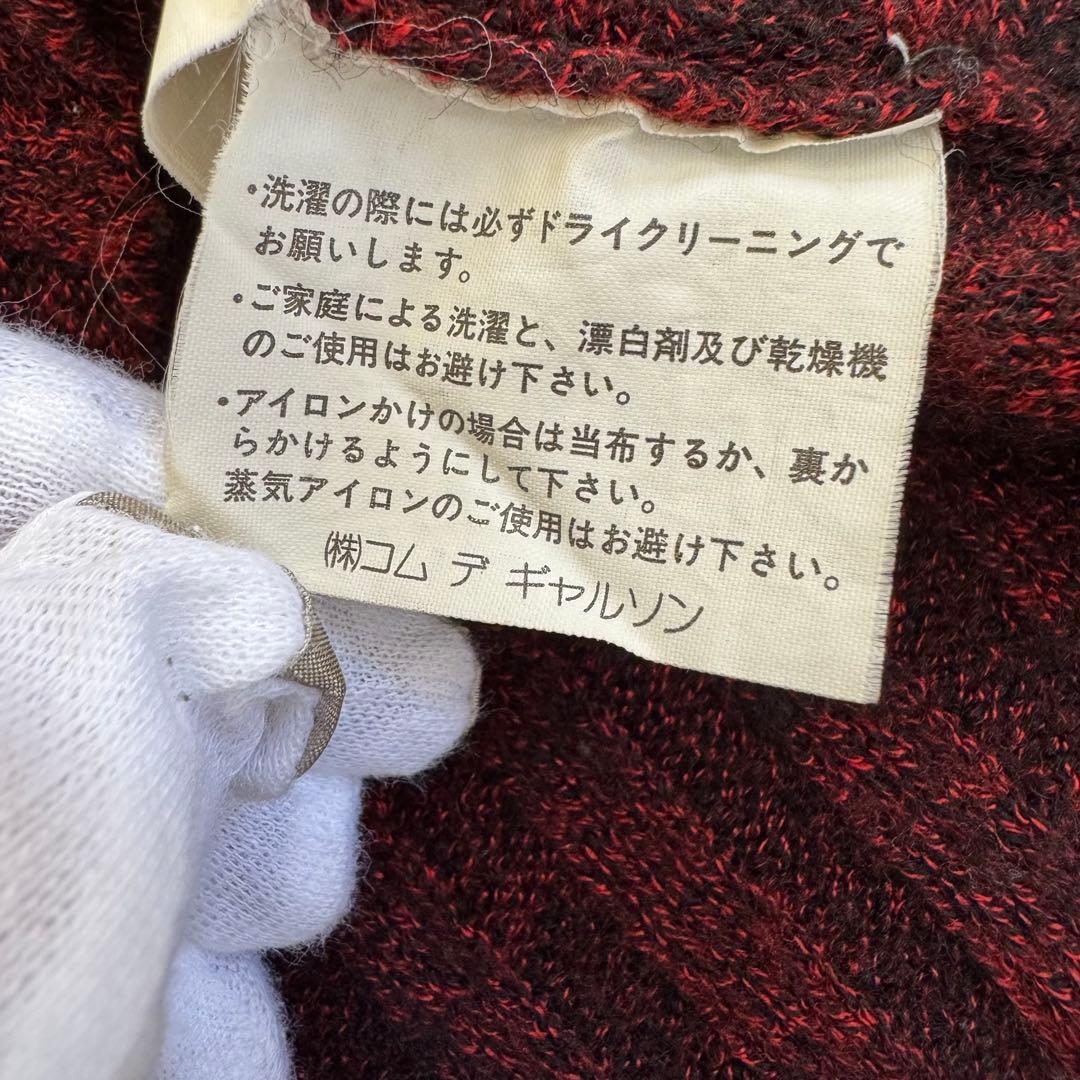 ・洗濯の際には必ずドライクリーニングで
お願いします。
・ご家庭による洗濯と、漂白剤及び乾燥機
のご使用はお避け下さい。
・アイロンかけの場合は当布するか、裏か
らかけるようにして下さい。
蒸気アイロンのご使用はお避け下さい。
㈱コム デ ギャルソン